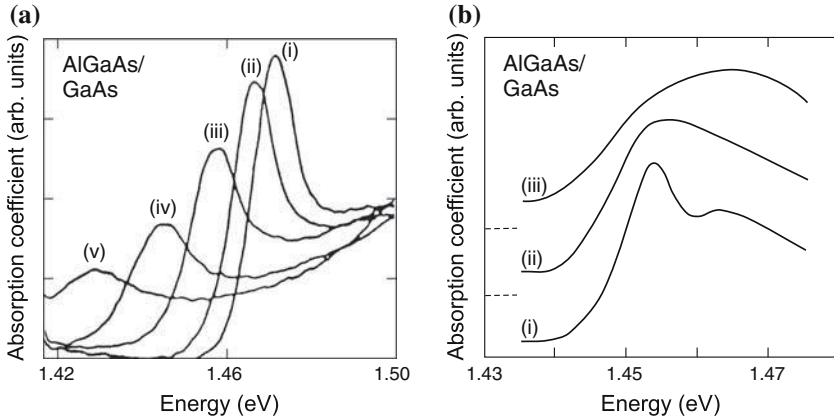 (a)
Absorption coefficient (arb. units)
AlGaAs/
GaAs
(i)
(ii)
(iii)
(iv)
(v)
1.42
1.46
1.50
Energy (eV)
(b)
Absorption coefficient (arb. units)
AlGaAs/
GaAs
(iii)
(ii)
(i)
1.43
1.45
1.47
Energy (eV)